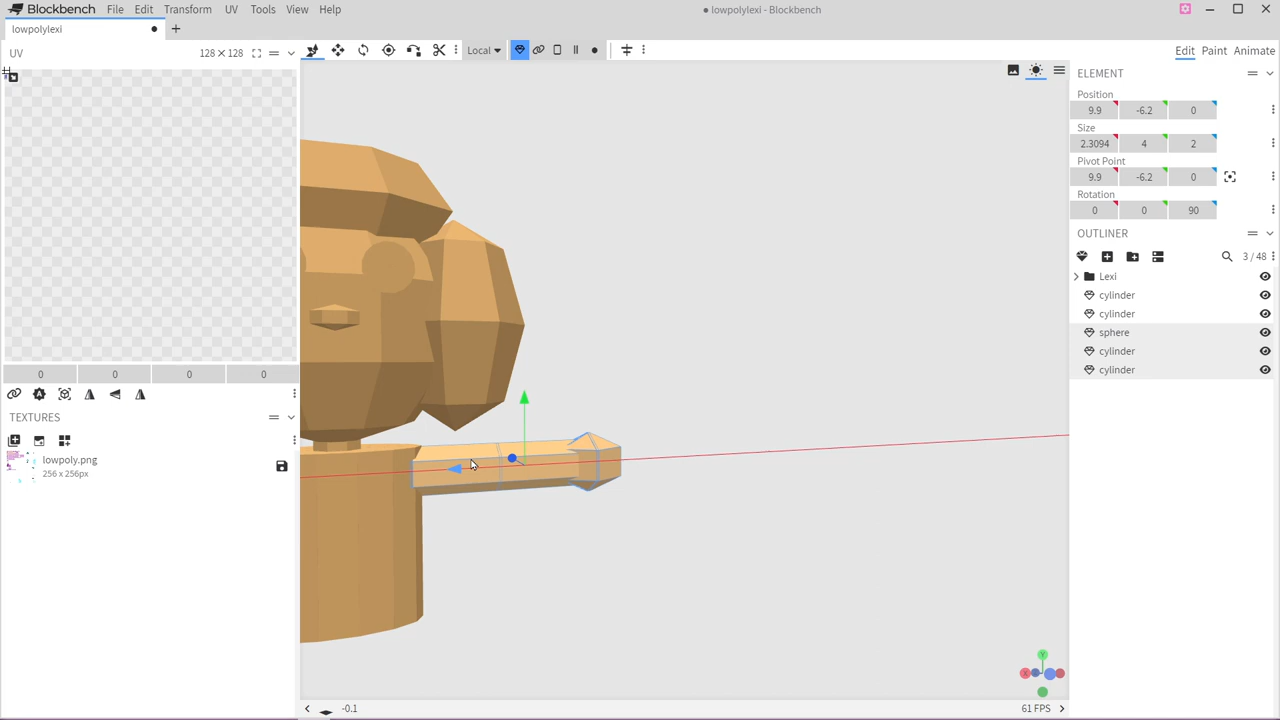 Blockbench File Edit Transform UV Tools View Help lowpolylexi - Blockbench
lowpolylexi
UV 128 × 128 Local Edit Paint Animate
ELEMENT
Position
9.9 -6.2 0
Size
2.3094 4 2
Pivot Point
9.9 -6.2 0
Rotation
0 0 90
OUTLINER
3 / 48
Lexi
cylinder
cylinder
sphere
cylinder
cylinder
0 0 0 0
TEXTURES
lowpoly.png
256 x 256px
Y
X
-0.1 61 FPS